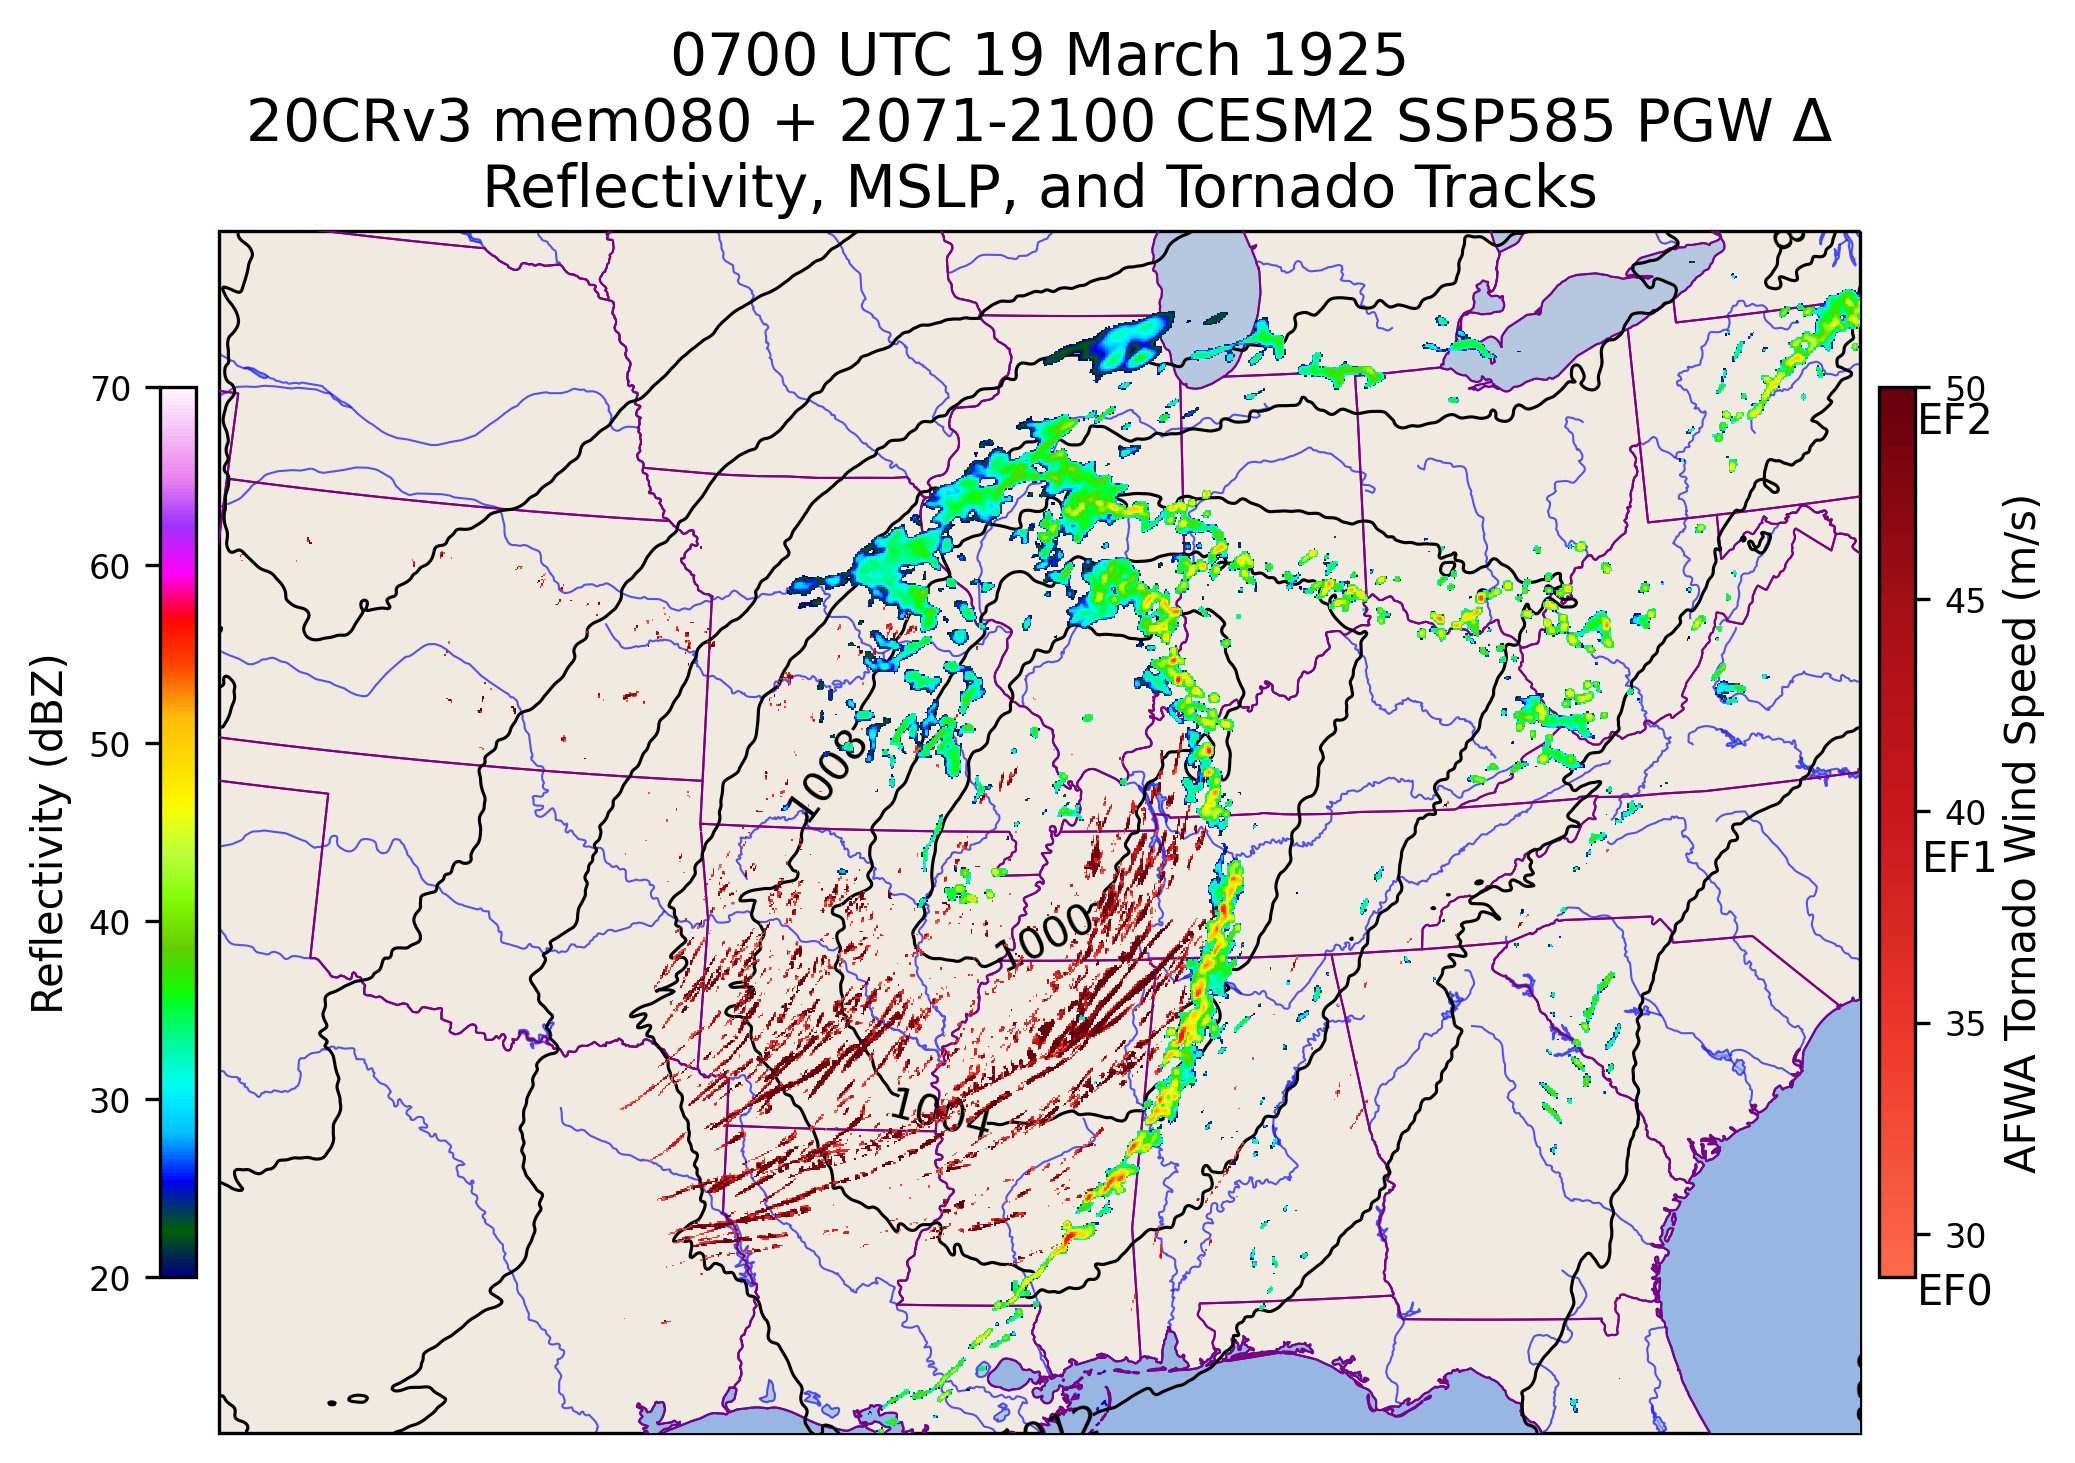 0700 UTC 19 March 1925
20CRv3 mem080 + 2071-2100 CESM2 SSP585 PGW Δ
Reflectivity, MSLP, and Tornado Tracks
70
60
50
40
30
20
Reflectivity (dBZ)
1008
1000
1004
50
EF2
45
40
EF1
35
30
EF0
AFWA Tornado Wind Speed (m/s)